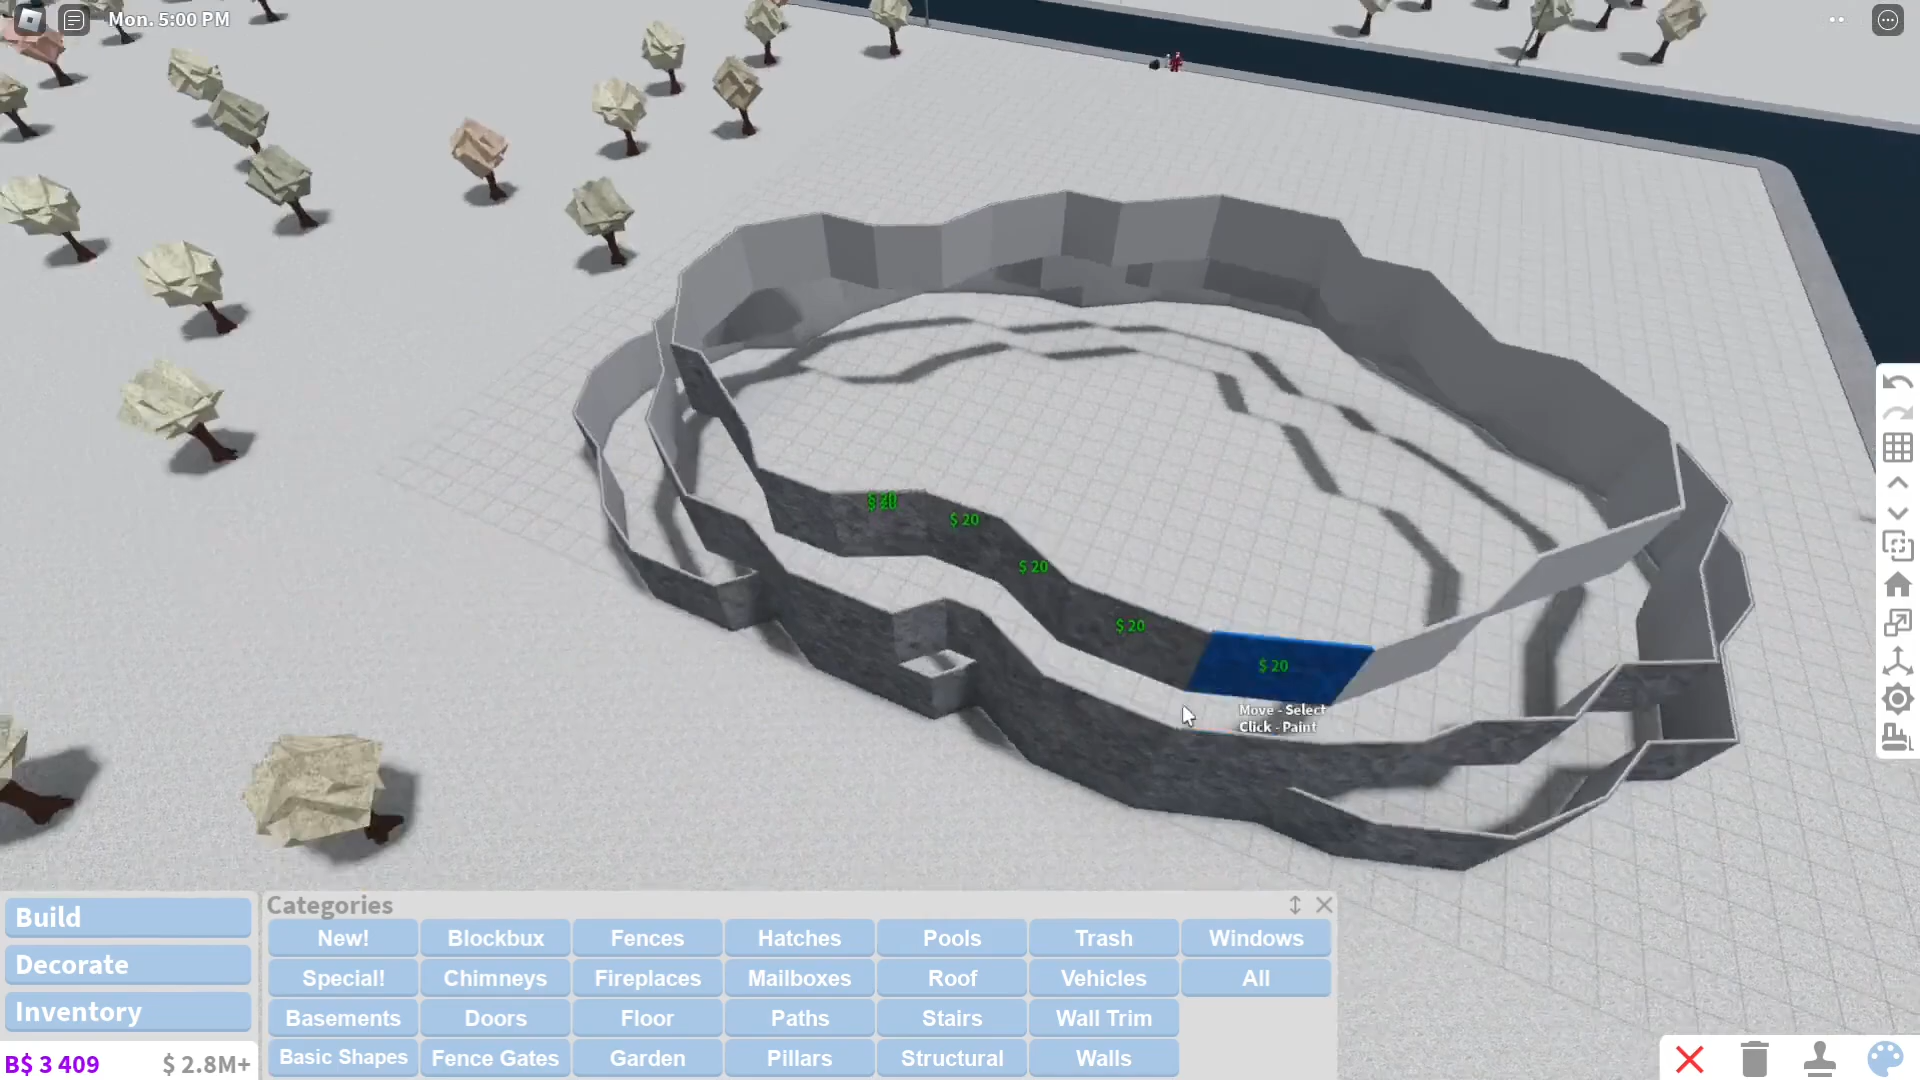 Mon. 5:00 PM
$ 20
$ 20
$ 20
$ 20
$ 20
Move - Select
Click - Paint
Build
Decorate
Inventory
B$ 3 409 $ 2.8M+
Categories
New! Blockbux Fences Hatches Pools Trash Windows
Special! Chimneys Fireplaces Mailboxes Roof Vehicles All
Basements Doors Floor Paths Stairs Wall Trim
Basic Shapes Fence Gates Garden Pillars Structural Walls